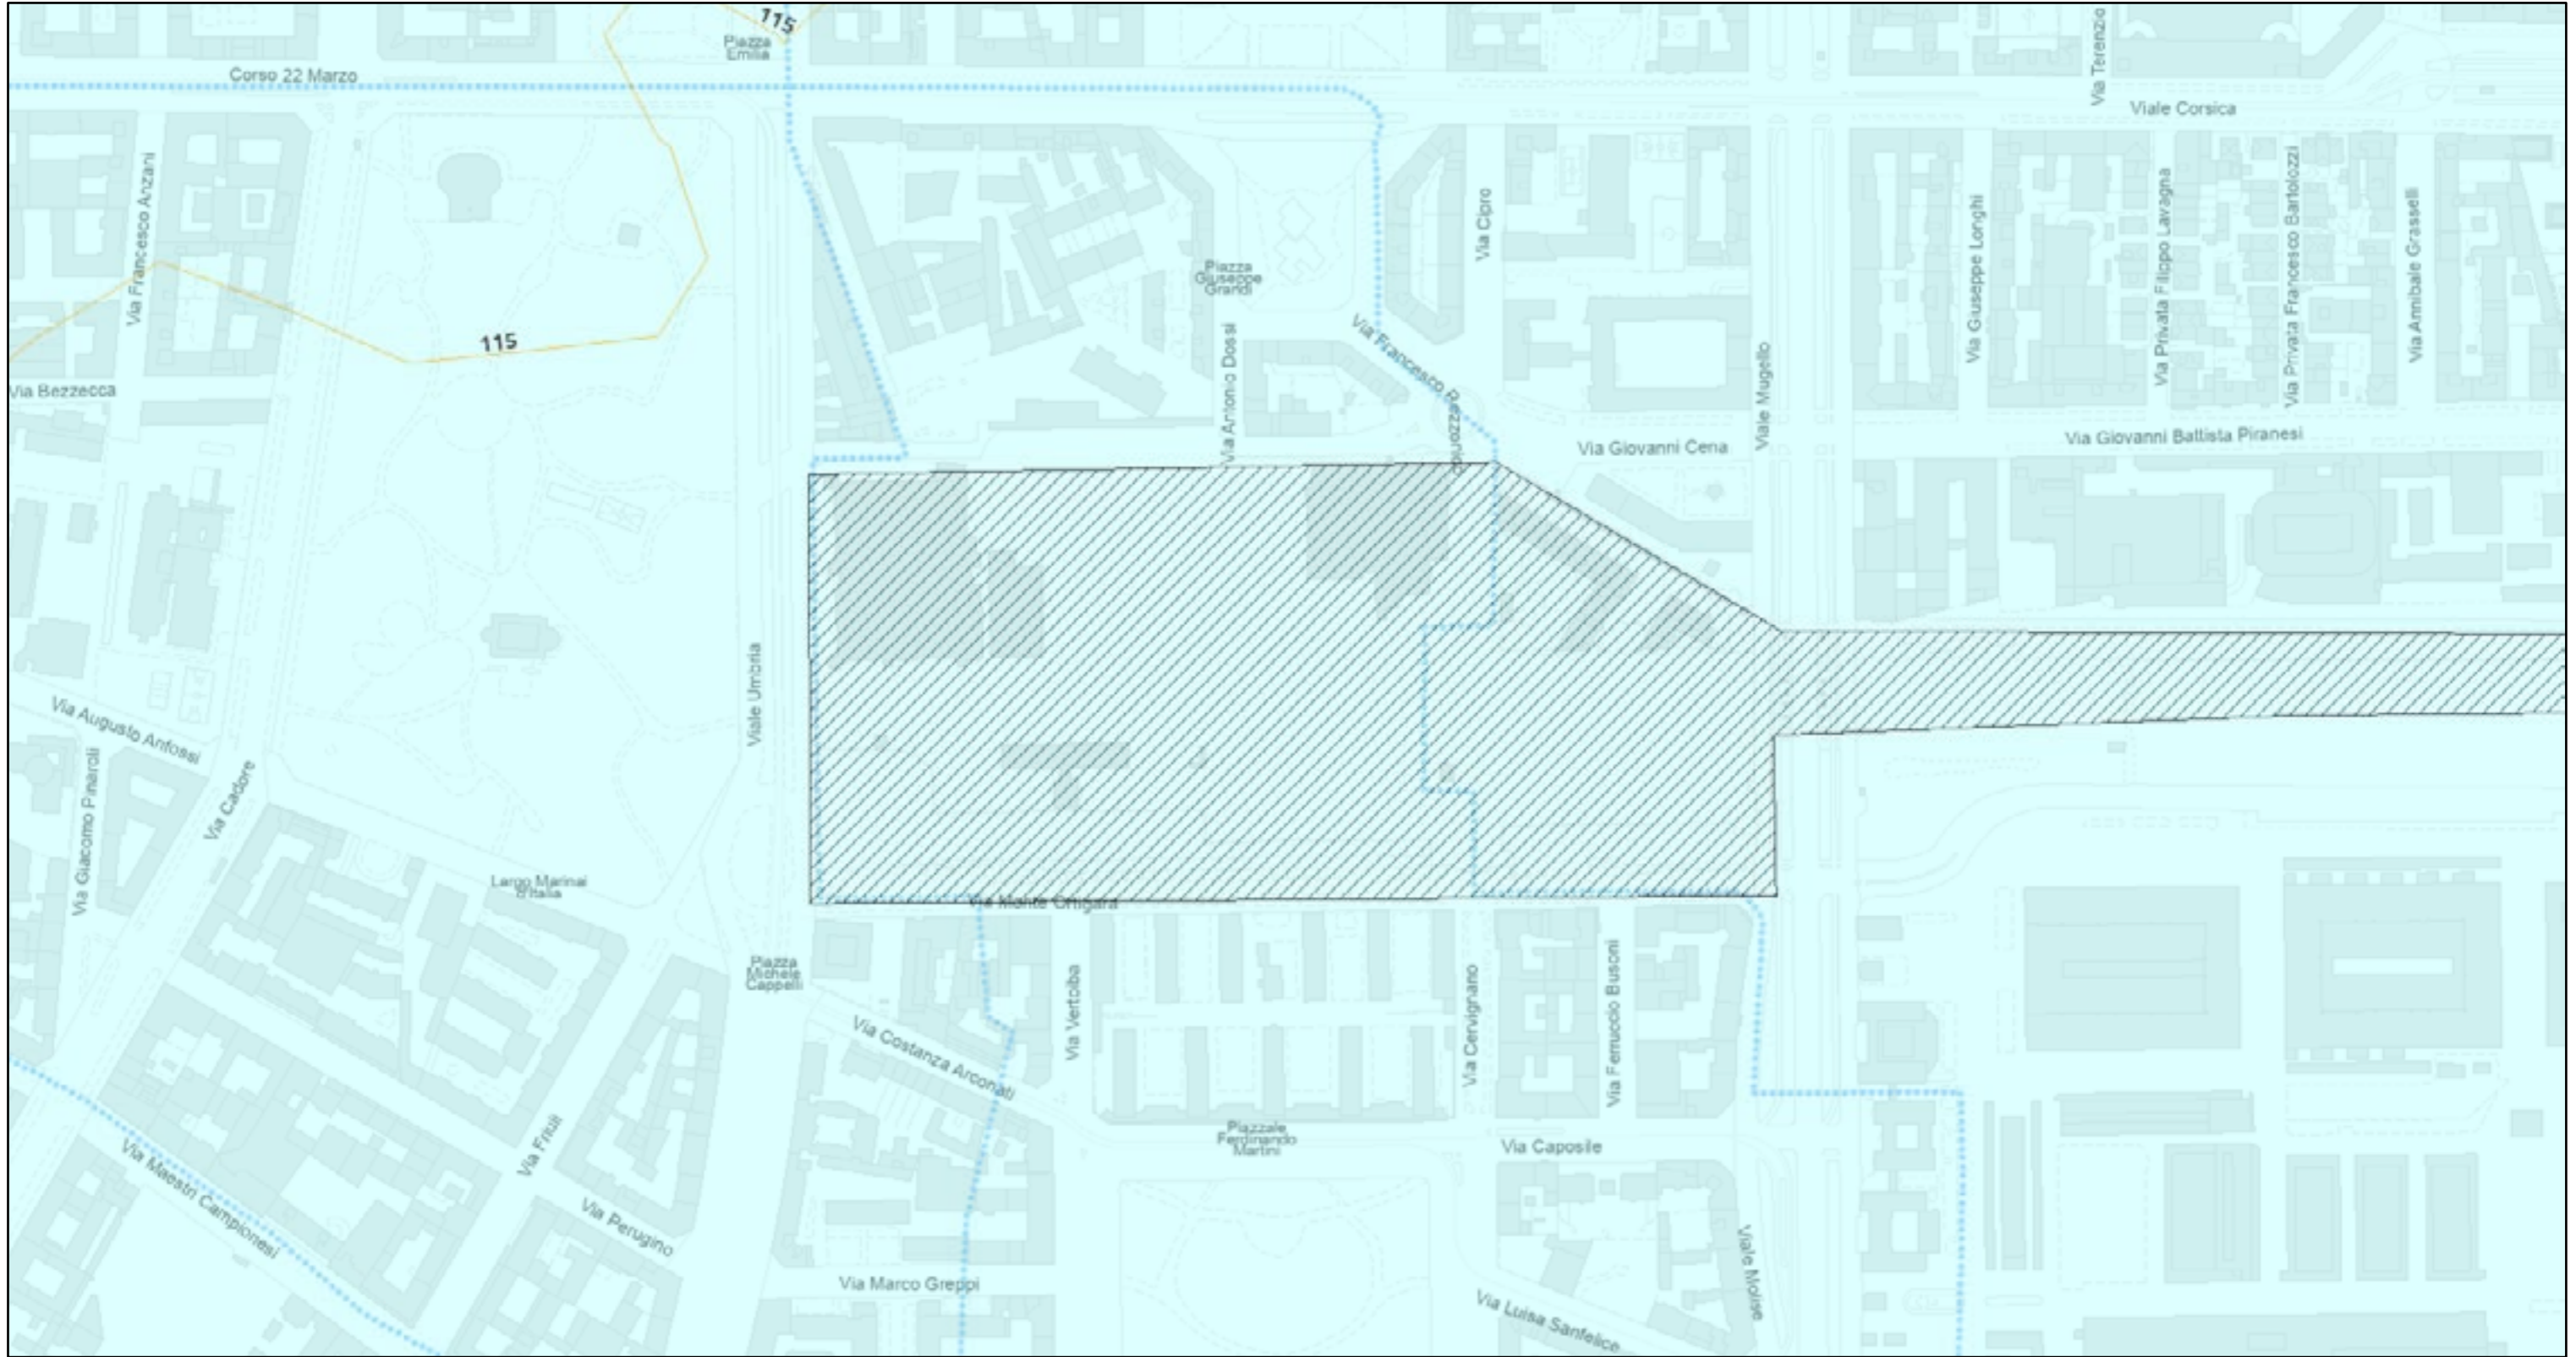 115
Piazza
Emilia
Corso 22 Marzo
Via Terenzio
Viale Corsica
Via Francesco Anzani
Via Cipro
Via Giuseppe Longhi
Via Privata Filippo Lavagna
Via Privata Francesco Bartolozzi
Via Annibale Grasselli
Piazza
Giuseppe
Grandi
115
Via Bezzecca
Via Antonio Dossi
Via Francesco Rezzonico
Viale Mugello
Via Giovanni Cena
Via Giovanni Battista Piranesi
Viale Umbria
Via Augusto Anfossi
Via Giacomo Pinaroli
Via Cadore
Largo Marinai
d'Italia
Via Monte Ortigara
Piazza
Michele
Cappelli
Via Vertoiba
Via Cervignano
Via Ferruccio Busoni
Via Costanza Arconati
Via Friuli
Piazzale
Ferdinando
Martini
Via Caposile
Via Maestri Campionesi
Via Perugino
Via Marco Greppi
Viale Molise
Via Luisa Sanfelice